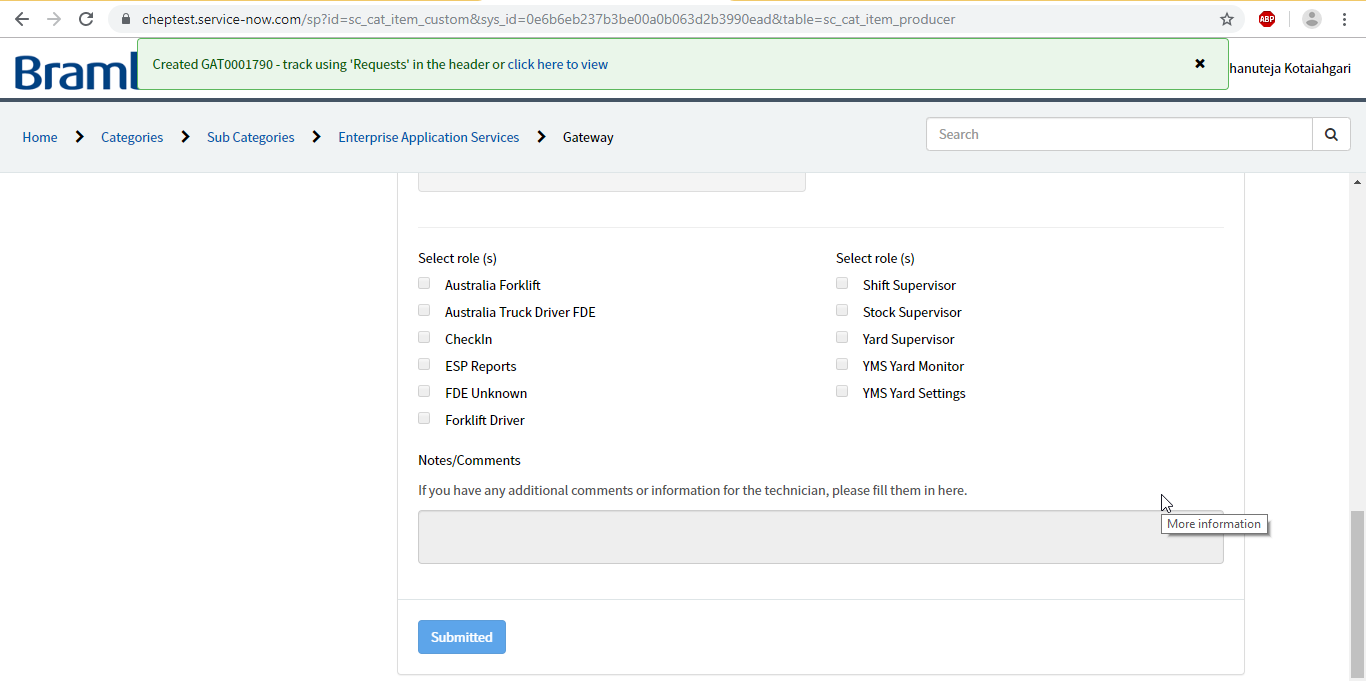 cheptest.service-now.com/sp?id=sc_cat_item_custom&sys_id=0e6b6eb237b3be00a0b063d2b3990ead&table=sc_cat_item_producer
ABP
Created GAT0001790 - track using 'Requests' in the header or click here to view
Braml
hanuteja Kotaiahgari
Home Categories Sub Categories Enterprise Application Services Gateway
Search
Select role (s)
Australia Forklift
Australia Truck Driver FDE
CheckIn
ESP Reports
FDE Unknown
Forklift Driver
Select role (s)
Shift Supervisor
Stock Supervisor
Yard Supervisor
YMS Yard Monitor
YMS Yard Settings
Notes/Comments
If you have any additional comments or information for the technician, please fill them in here.
More information
Submitted